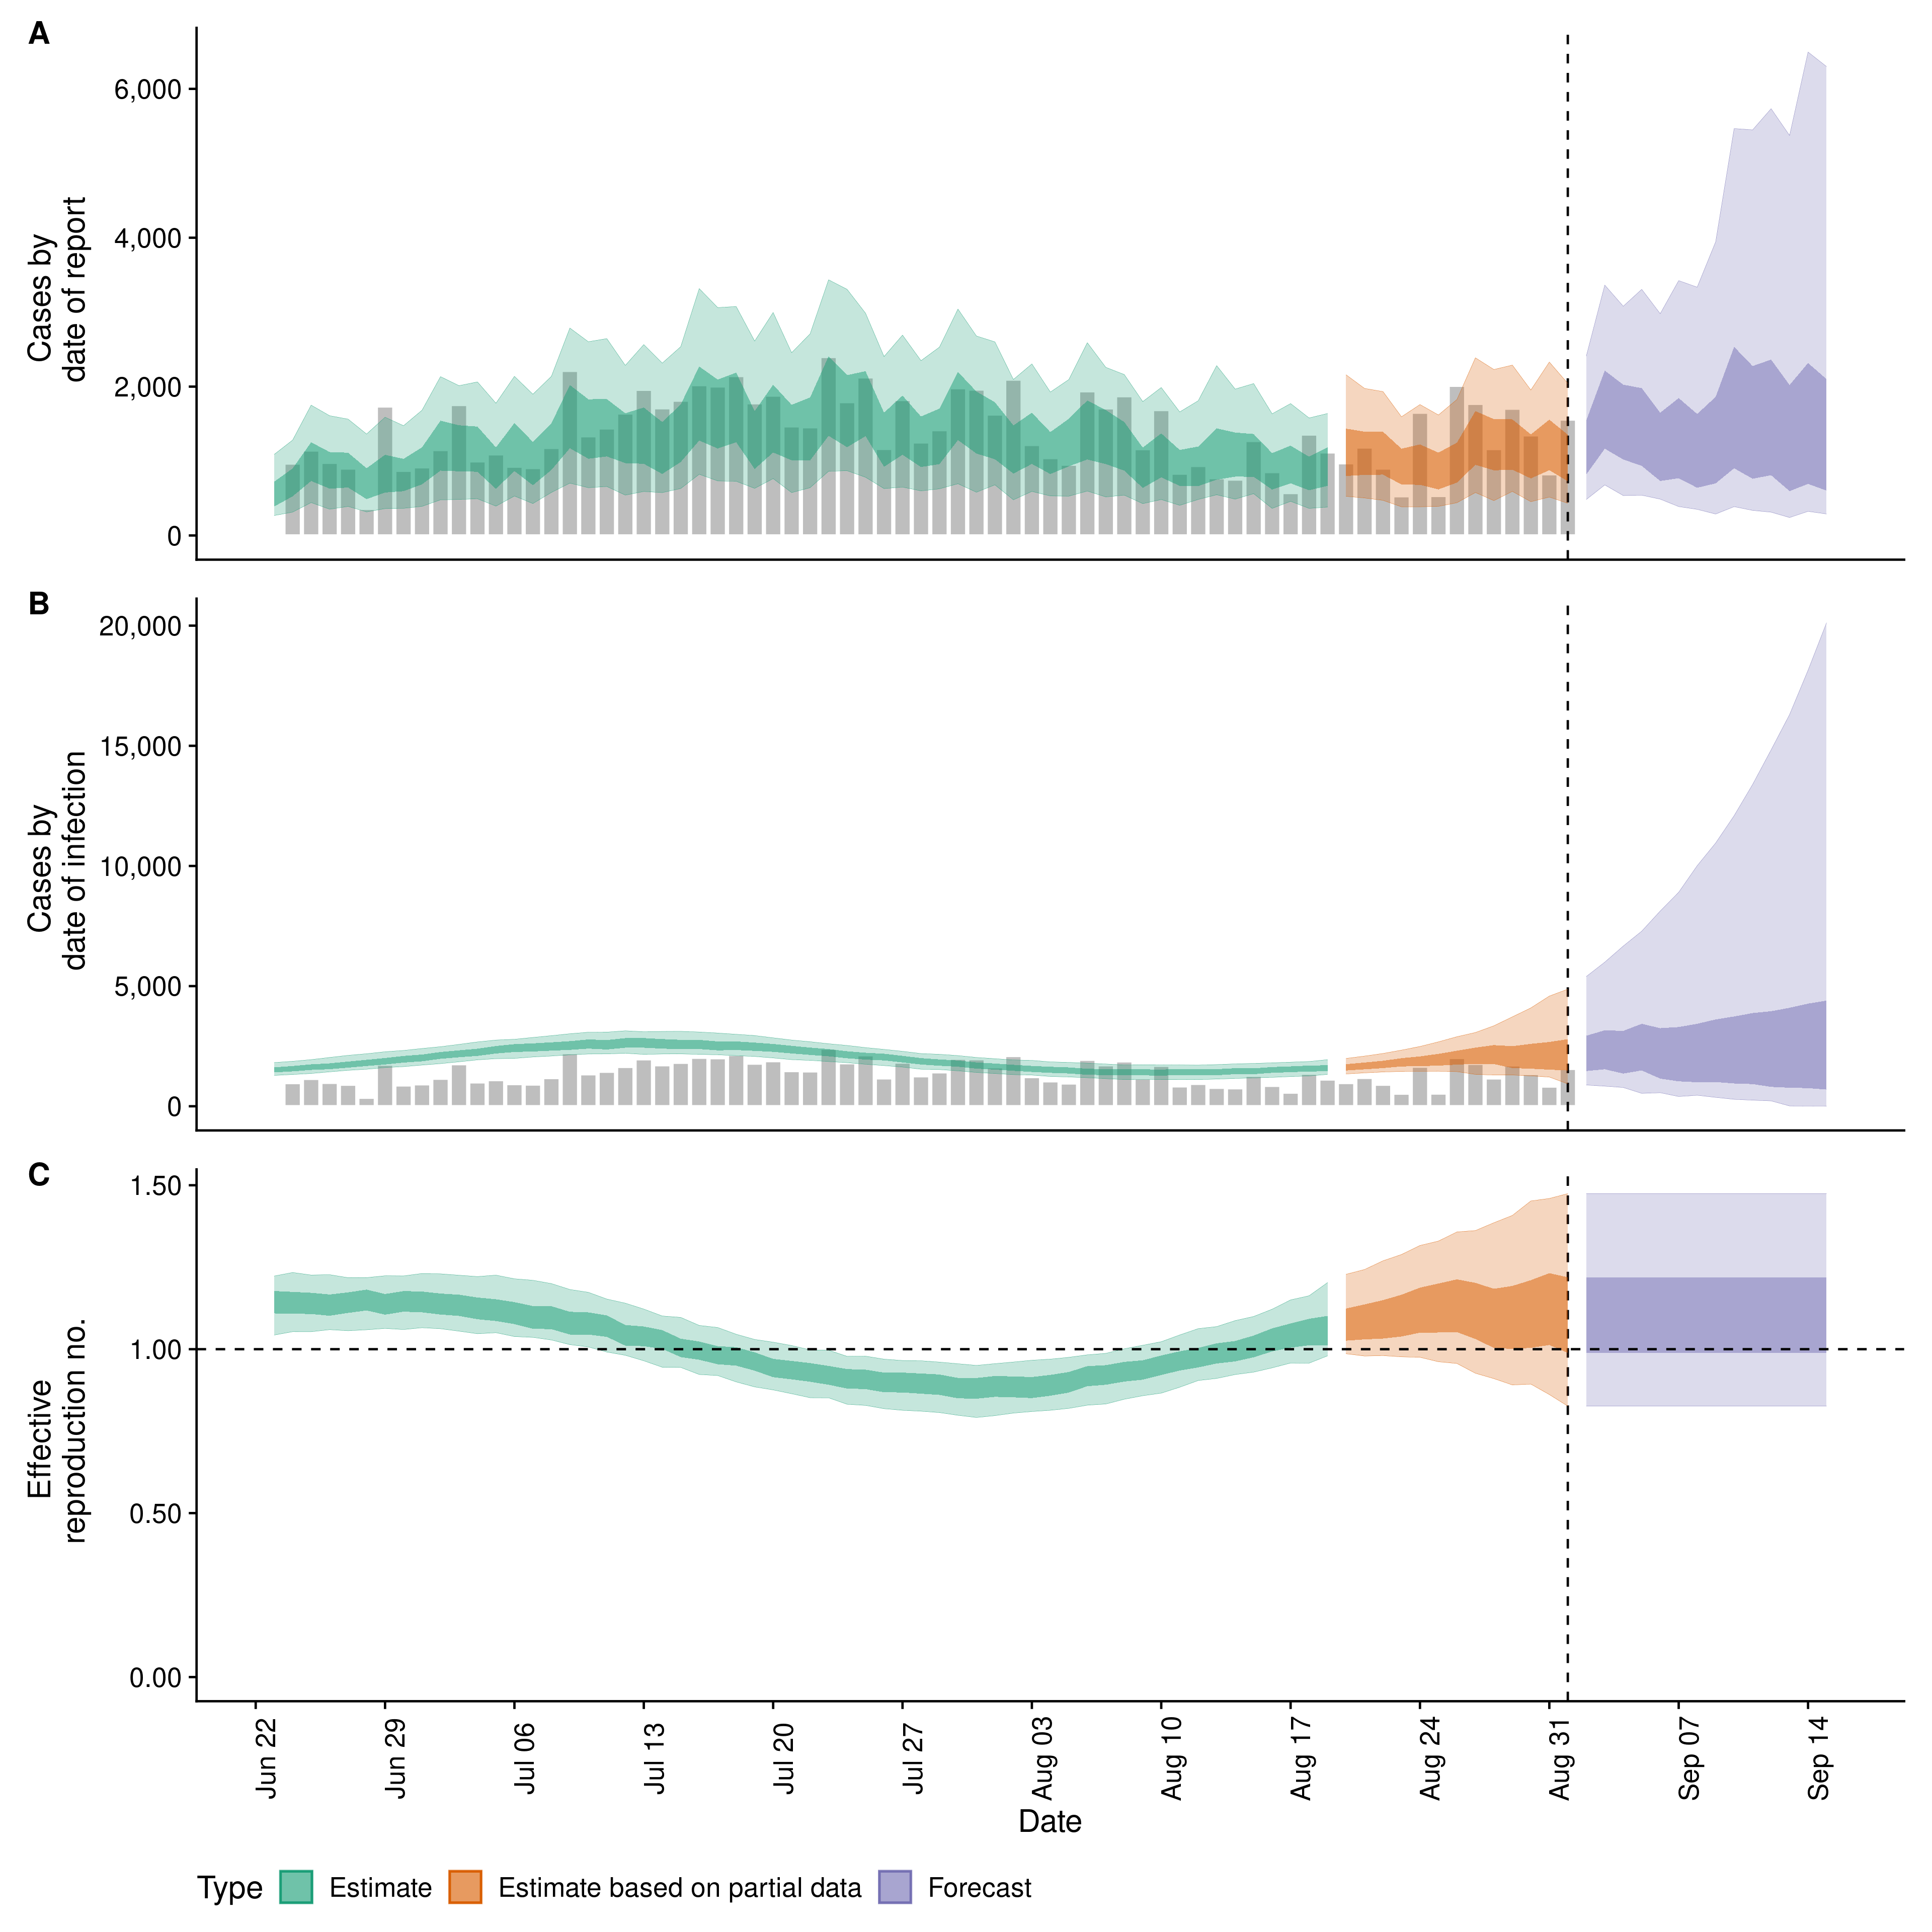 A
Cases by
date of report
6,000
4,000
2,000
0
B
Cases by
date of infection
20,000
15,000
10,000
5,000
0
C
Effective
reproduction no.
1.50
1.00
0.50
0.00
Jun 22
Jun 29
Jul 06
Jul 13
Jul 20
Jul 27
Aug 03
Aug 10
Aug 17
Aug 24
Aug 31
Sep 07
Sep 14
Date
Type Estimate Estimate based on partial data Forecast